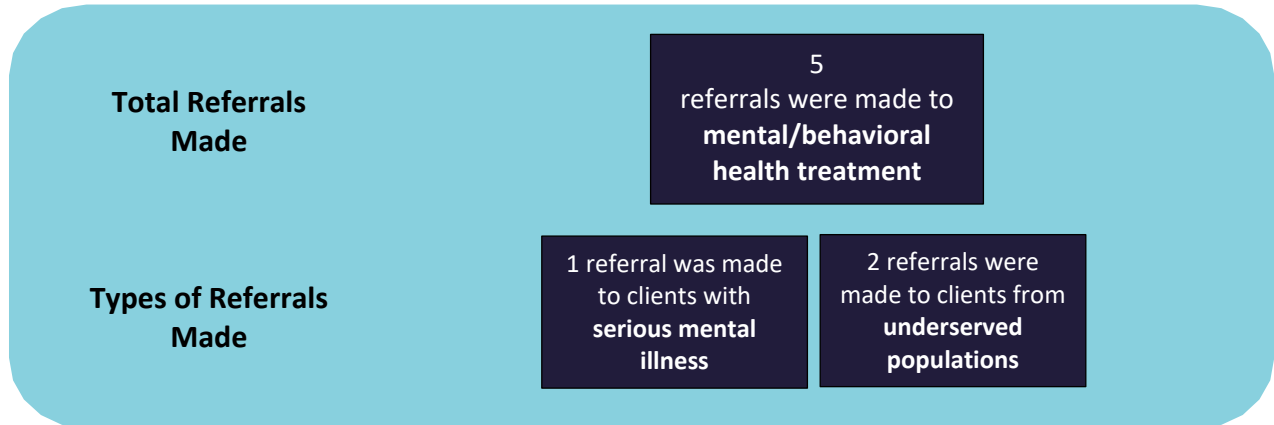 Total Referrals
Made
5
referrals were made to
mental/behavioral
health treatment
Types of Referrals
Made
1 referral was made
to clients with
serious mental
illness
2 referrals were
made to clients from
underserved
populations